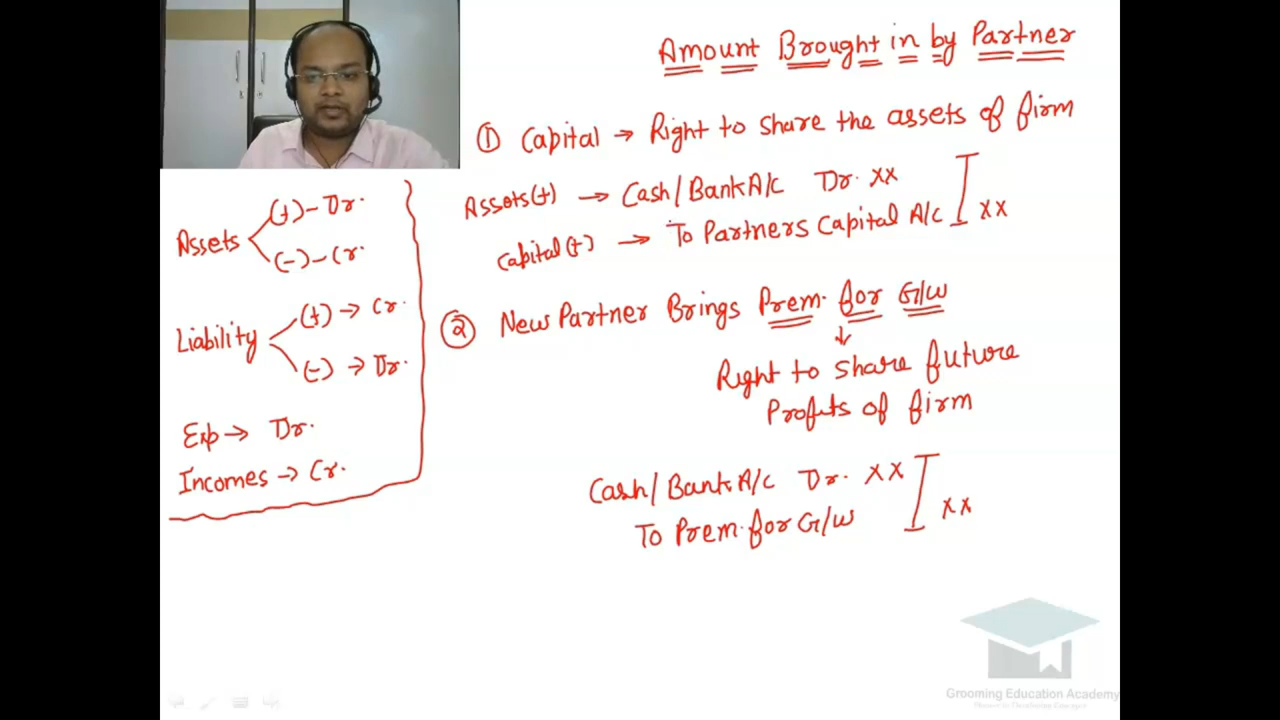 Amount Brought in by Partner
① Capital → Right to share the assets of firm
Assets(+) → Cash/Bank A/c Dr. xx
Capital(+) → To Partners Capital A/c xx
② New Partner Brings Prem. for G/W
↓
Right to share future
Profits of firm
Cash/Bank A/c Dr. xx
To Prem. for G/W xx
Assets
(+) - Dr.
(-) - Cr.
Liability
(+) → Cr.
(-) → Dr.
Exp → Dr.
Incomes → Cr.
Grooming Education Academy